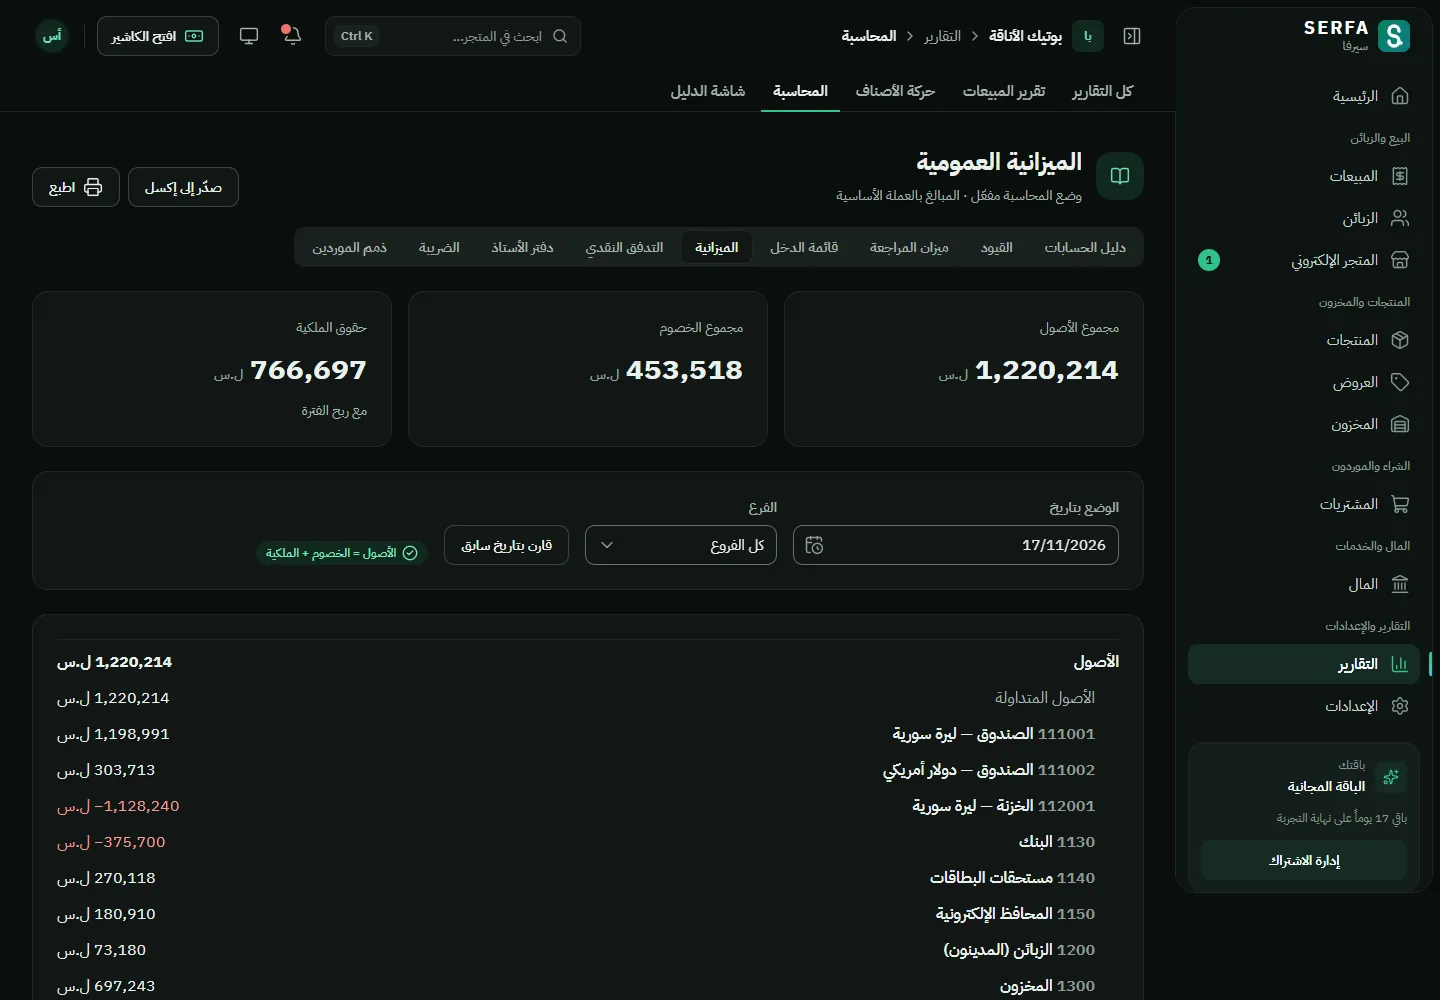 SERFA
سيرفا
الرئيسية
البيع والزبائن
المبيعات
الزبائن
المتجر الإلكتروني
1
المنتجات والمخزون
المنتجات
العروض
المخزون
الشراء والموردون
المشتريات
المال والخدمات
المال
التقارير والإعدادات
التقارير
الإعدادات
باقتك
الباقة المجانية
باقي 17 يوماً على نهاية التجربة
إدارة الاشتراك
با
بوتيك الأناقة
التقارير
المحاسبة
ابحث في المتجر...
Ctrl K
افتح الكاشير
أس
كل التقارير
تقرير المبيعات
حركة الأصناف
المحاسبة
شاشة الدليل
الميزانية العمومية
وضع المحاسبة مفعّل · المبالغ بالعملة الأساسية
صدّر إلى إكسل
اطبع
دليل الحسابات
القيود
ميزان المراجعة
قائمة الدخل
الميزانية
التدفق النقدي
دفتر الأستاذ
الضريبة
ذمم الموردين
مجموع الأصول
1,220,214 ل.س
مجموع الخصوم
453,518 ل.س
حقوق الملكية
766,697 ل.س
مع ربح الفترة
الوضع بتاريخ
17/11/2026
الفرع
كل الفروع
قارن بتاريخ سابق
الأصول = الخصوم + الملكية
الأصول 1,220,214 ل.س
الأصول المتداولة 1,220,214 ل.س
111001 الصندوق — ليرة سورية 1,198,991 ل.س
111002 الصندوق — دولار أمريكي 303,713 ل.س
112001 الخزنة — ليرة سورية −1,128,240 ل.س
1130 البنك −375,700 ل.س
1140 مستحقات البطاقات 270,118 ل.س
1150 المحافظ الإلكترونية 180,910 ل.س
1200 الزبائن (المدينون) 73,180 ل.س
1300 المخزون 697,243 ل.س